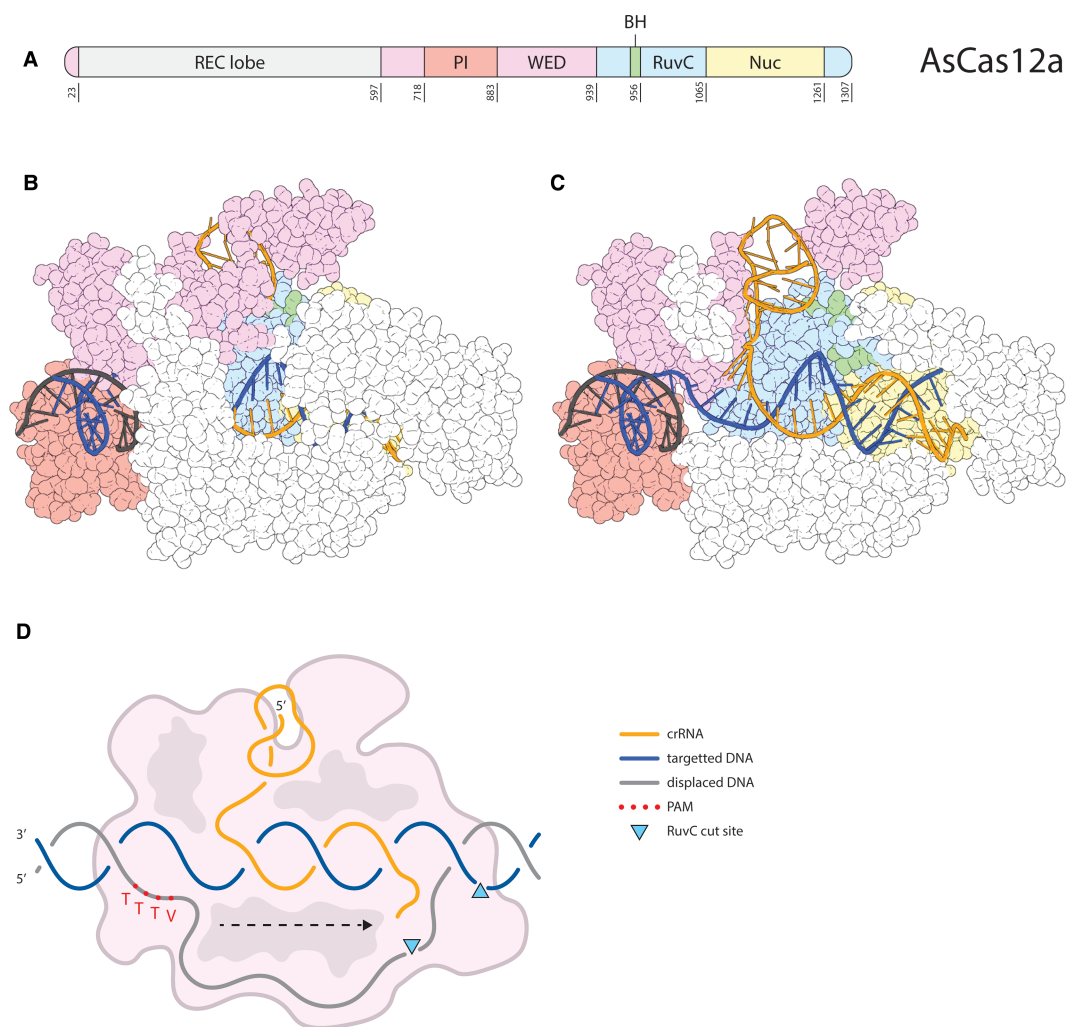 BH
A
REC lobe
PI
WED
RuvC
Nuc
AsCas12a
23
597
718
883
939
956
1065
1261
1307
B
C
D
5'
crRNA
targetted DNA
displaced DNA
PAM
RuvC cut site
3'
5'
T T T V